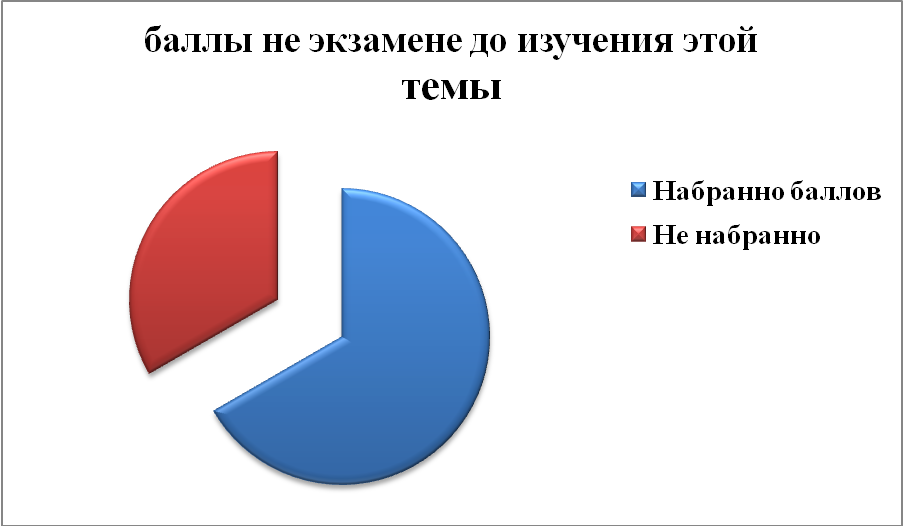 баллы не экзамене до изучения этой
темы
Набранно баллов
Не набранно